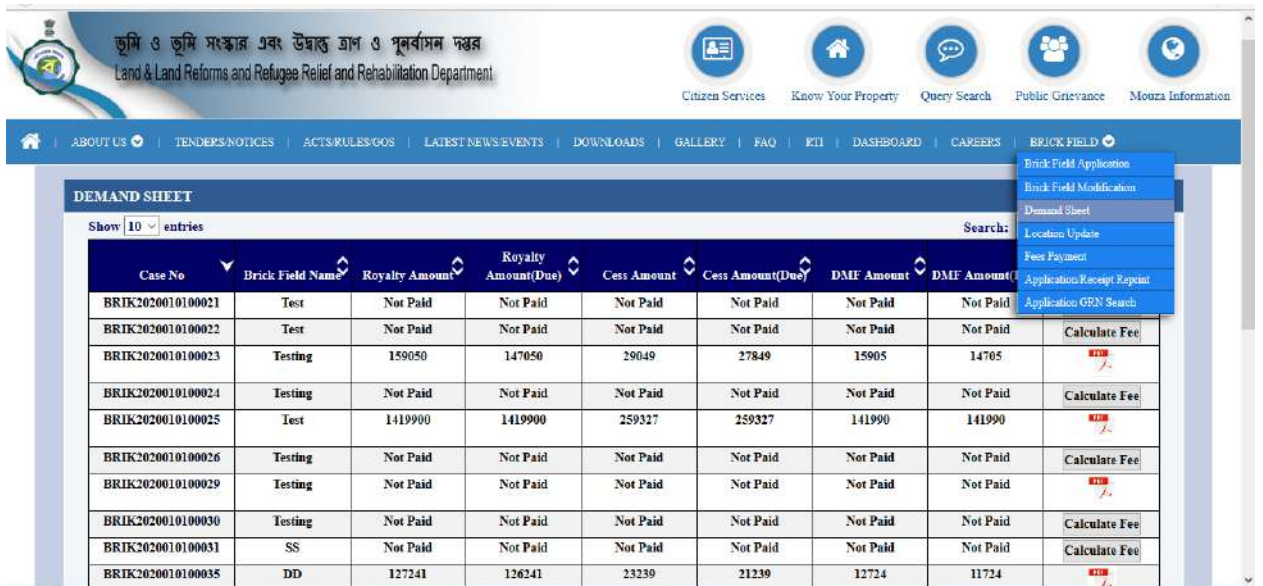 ভূমি ও ভূমি সংস্কার এবং উদ্বাস্তু ত্রাণ ও পূনর্বাসন দপ্তর
Land & Land Reforms and Refugee Relief and Rehabilitation Department
Citizen Services Know Your Property Query Search Public Grievance Mouza Information
ABOUT US | TENDERS/NOTICES | ACTS/RULES/GOS | LATEST NEWS/EVENTS | DOWNLOADS | GALLERY | FAQ | RTI | DASHBOARD | CAREERS | BRICK FIELD
Brick Field Application
Brick Field Modification
Demand Sheet
Location Update
Fees Payment
Application Receipt Reprint
Application GRN Search
DEMAND SHEET
Show 10 entries Search:
Case No Brick Field Name Royalty Amount Royalty Amount(Due) Cess Amount Cess Amount(Due) DMF Amount DMF
BRIK2020010100021 Test Not Paid Not Paid Not Paid Not Paid Not Paid Not Paid
BRIK2020010100022 Test Not Paid Not Paid Not Paid Not Paid Not Paid Not Paid Calculate Fee
BRIK2020010100023 Testing 159050 147050 29049 27849 15905 14705
BRIK2020010100024 Testing Not Paid Not Paid Not Paid Not Paid Not Paid Not Paid Calculate Fee
BRIK2020010100025 Test 1419900 1419900 259327 259327 141990 141990
BRIK2020010100026 Testing Not Paid Not Paid Not Paid Not Paid Not Paid Not Paid Calculate Fee
BRIK2020010100029 Testing Not Paid Not Paid Not Paid Not Paid Not Paid Not Paid
BRIK2020010100030 Testing Not Paid Not Paid Not Paid Not Paid Not Paid Not Paid Calculate Fee
BRIK2020010100031 SS Not Paid Not Paid Not Paid Not Paid Not Paid Not Paid Calculate Fee
BRIK2020010100035 DD 127241 126241 23239 21239 12724 11724